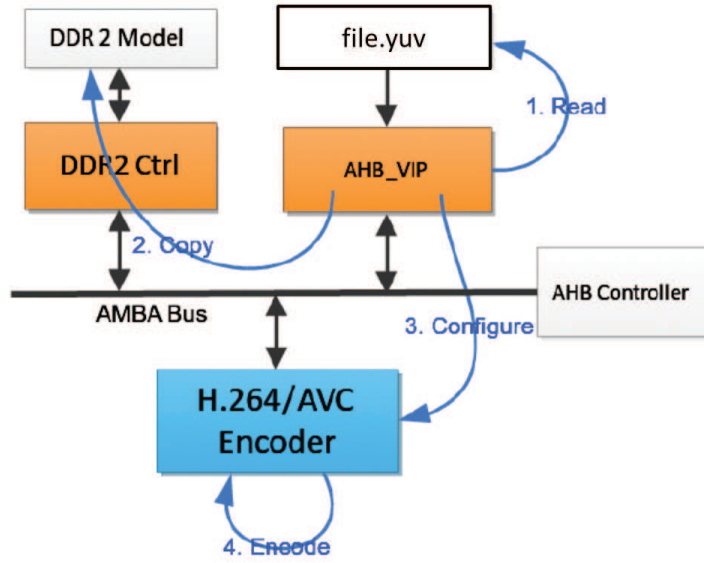 DDR 2 Model
file.yuv
1. Read
DDR2 Ctrl
AHB_VIP
2. Copy
AHB Controller
AMBA Bus
3. Configure
H.264/AVC
Encoder
4. Encode